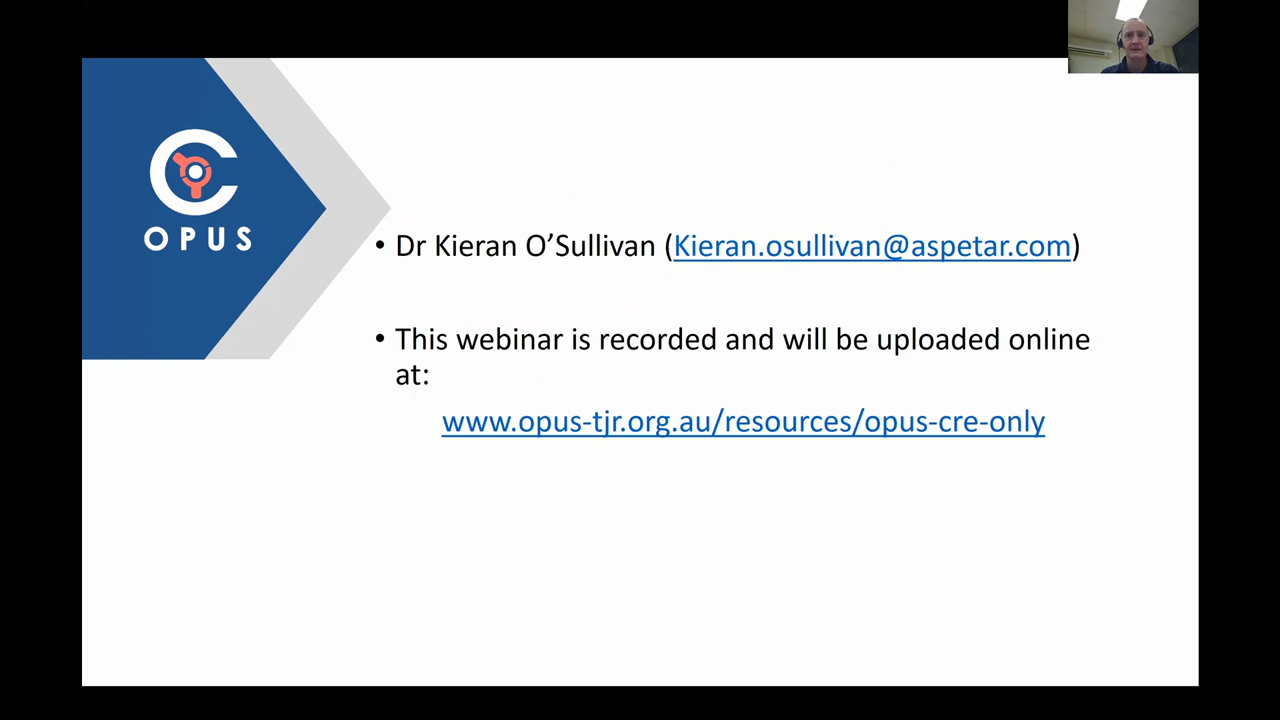 OPUS
• Dr Kieran O’Sullivan (Kieran.osullivan@aspetar.com)
• This webinar is recorded and will be uploaded online
at:
www.opus-tjr.org.au/resources/opus-cre-only